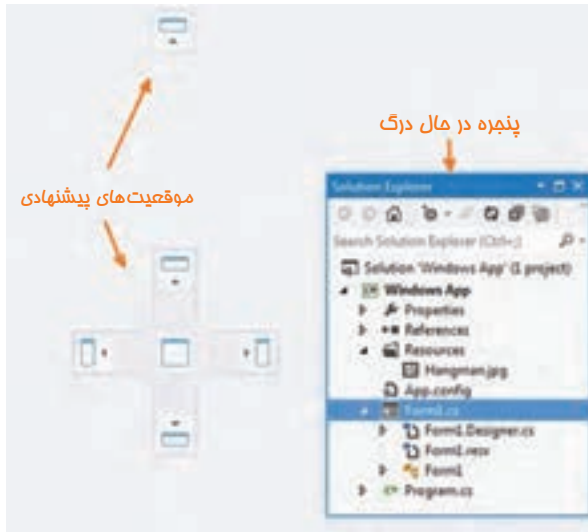 پنجره در حال درگ
موقعیت‌های پیشنهادی
Solution Explorer
Search Solution Explorer (Ctrl+;)
Solution 'Windows App' (1 project)
Windows App
Properties
References
Resources
Hangman.jpg
App.config
Form1.cs
Form1.Designer.cs
Form1.resx
Form1
Program.cs